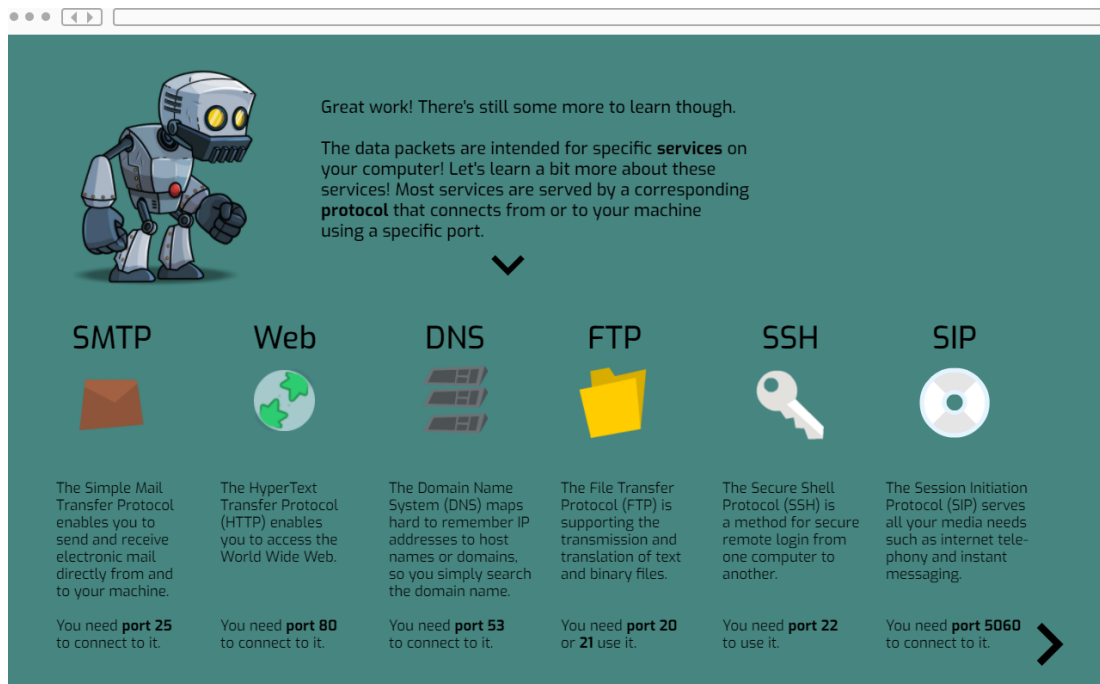 Great work! There's still some more to learn though.
The data packets are intended for specific services on
your computer! Let's learn a bit more about these
services! Most services are served by a corresponding
protocol that connects from or to your machine
using a specific port.
SMTP
The Simple Mail
Transfer Protocol
enables you to
send and receive
electronic mail
directly from and
to your machine.
You need port 25
to connect to it.
Web
The HyperText
Transfer Protocol
(HTTP) enables
you to access the
World Wide Web.
You need port 80
to connect to it.
DNS
The Domain Name
System (DNS) maps
hard to remember IP
addresses to host
names or domains,
so you simply search
the domain name.
You need port 53
to connect to it.
FTP
The File Transfer
Protocol (FTP) is
supporting the
transmission and
translation of text
and binary files.
You need port 20
or 21 use it.
SSH
The Secure Shell
Protocol (SSH) is
a method for secure
remote login from
one computer to
another.
You need port 22
to use it.
SIP
The Session Initiation
Protocol (SIP) serves
all your media needs
such as internet tele-
phony and instant
messaging.
You need port 5060
to connect to it.